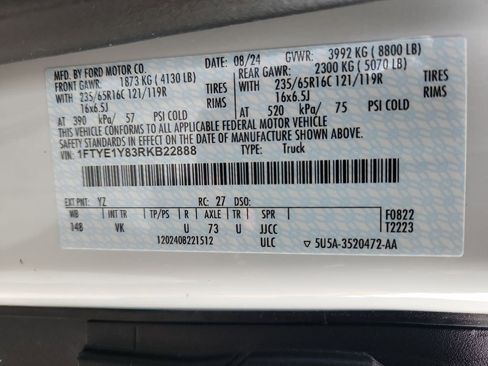 MFD. BY FORD MOTOR CO. DATE: 08/24 GVWR: 3992 KG ( 8800 LB)
FRONT GAWR: 1873 KG ( 4130 LB) REAR GAWR: 2300 KG ( 5070 LB)
WITH 235/65R16C 121/119R TIRES WITH 235/65R16C 121/119R TIRES
16x6.5J RIMS 16x6.5J RIMS
AT 390 kPa/ 57 PSI COLD AT 520 kPa/ 75 PSI COLD
THIS VEHICLE CONFORMS TO ALL APPLICABLE FEDERAL MOTOR VEHICLE
SAFETY STANDARDS IN EFFECT ON THE DATE OF MANUFACTURE SHOWN ABOVE.
VIN: 1FTYE1Y83RKB22888 TYPE: Truck
EXT PNT: YZ RC: 27 DSO:
WB INT TR TP/PS R AXLE TR SPR F0822
148 VK U 73 U JJCC T2223
1202408221512 ULC 5U5A-3520472-AA